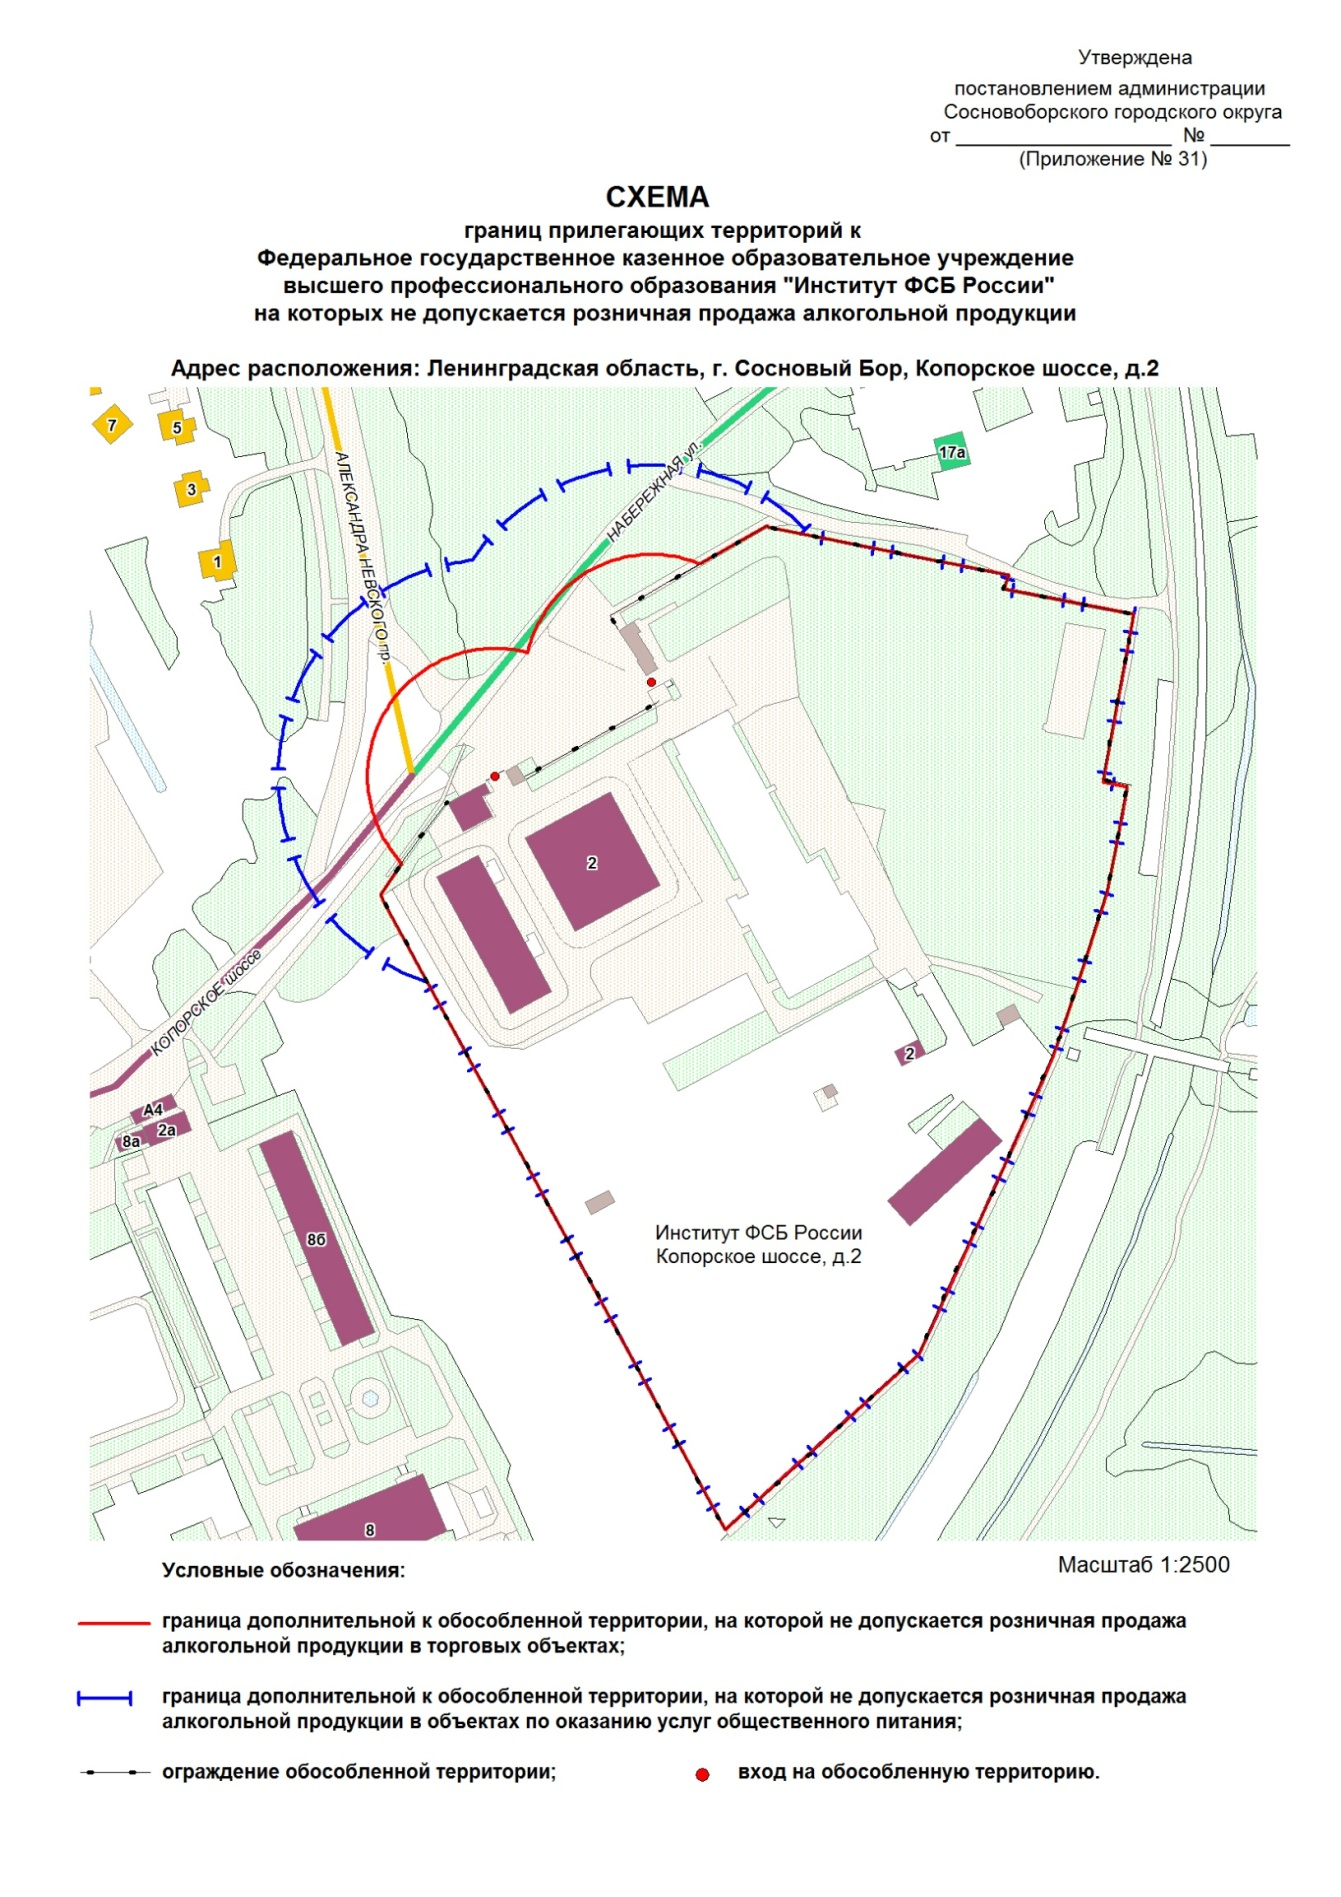 Утверждена
постановлением администрации
Сосновоборского городского округа
от ____________________ № _______
(Приложение № 31)
СХЕМА
границ прилегающих территорий к
Федеральное государственное казенное образовательное учреждение
высшего профессионального образования "Институт ФСБ России"
на которых не допускается розничная продажа алкогольной продукции
Адрес расположения: Ленинградская область, г. Сосновый Бор, Копорское шоссе, д.2
7
5
3
1
17а
АЛЕКСАНДРА НЕВСКОГО пр.
НАБЕРЕЖНАЯ ул.
2
КОПОРСКОЕ шоссе
2
А4
2а
8а
8б
Институт ФСБ России
Копорское шоссе, д.2
8
Условные обозначения:
Масштаб 1:2500
граница дополнительной к обособленной территории, на которой не допускается розничная продажа
алкогольной продукции в торговых объектах;
граница дополнительной к обособленной территории, на которой не допускается розничная продажа
алкогольной продукции в объектах по оказанию услуг общественного питания;
ограждение обособленной территории;
вход на обособленную территорию.